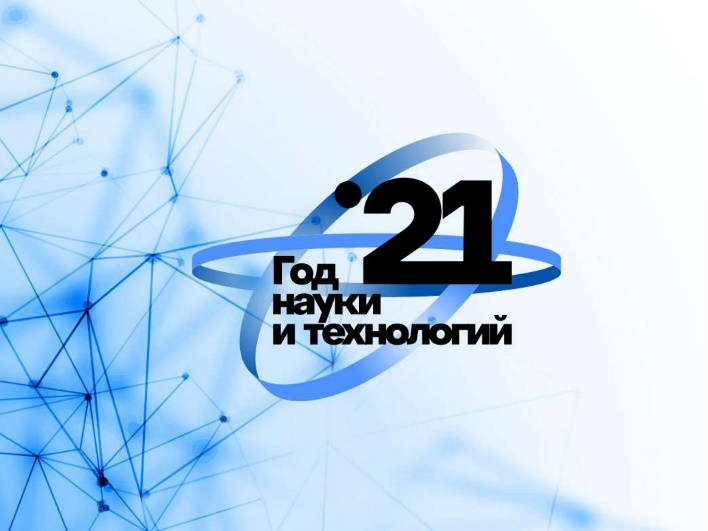 '21
Год
науки
и технологий